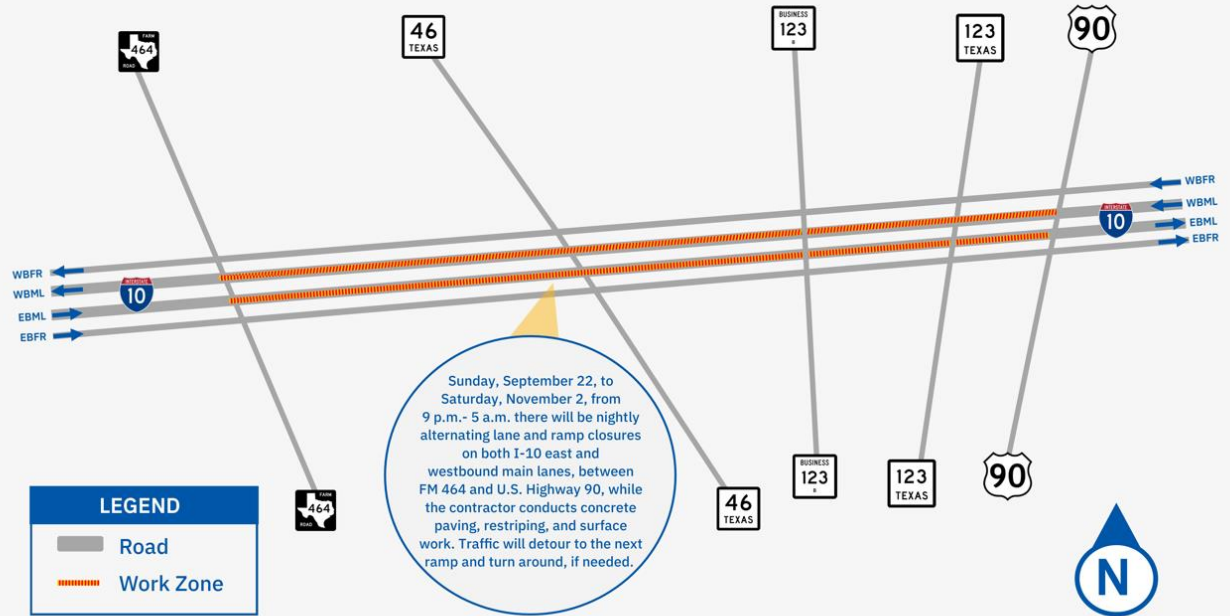 FARM
464
ROAD
46
TEXAS
BUSINESS
123
B
123
TEXAS
90
WBFR
WBML
EBML
EBFR
INTERSTATE
10
WBFR
WBML
EBML
EBFR
INTERSTATE
10
Sunday, September 22, to
Saturday, November 2, from
9 p.m.- 5 a.m. there will be nightly
alternating lane and ramp closures
on both I-10 east and
westbound main lanes, between
FM 464 and U.S. Highway 90, while
the contractor conducts concrete
paving, restriping, and surface
work. Traffic will detour to the next
ramp and turn around, if needed.
FARM
464
ROAD
46
TEXAS
BUSINESS
123
B
123
TEXAS
90
LEGEND
Road
Work Zone
N